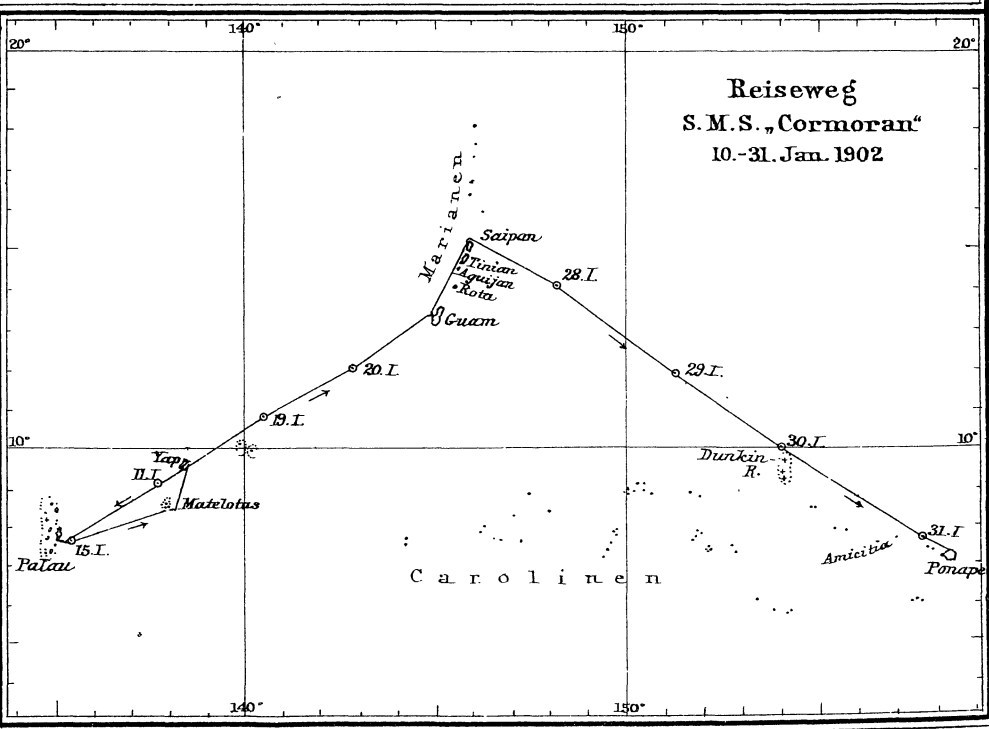 140°
150°
20°
20°
Reiseweg
S. M. S. „Cormoran“
10.-31. Jan. 1902
Marianen
Saipan
Tinian
Aguijan
Rota
Guam
28. I.
29. I.
20. I.
19. I.
10°
30. I.
10°
Yap
Dunkin
R.
11. I.
Matelotas
31. I
15. I.
Palau
Amicitia
Ponape
Carolinen
140°
150°